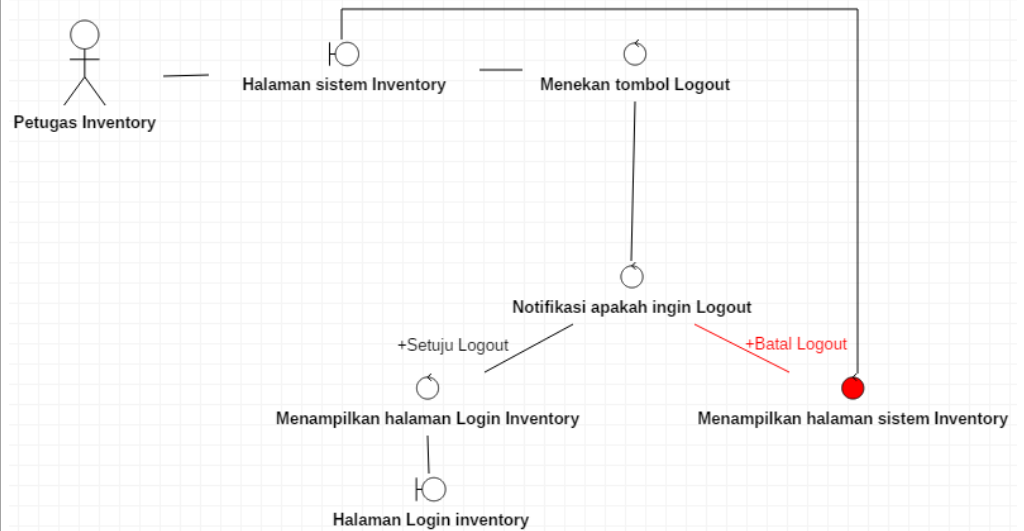 Halaman sistem Inventory
Menekan tombol Logout
Petugas Inventory
Notifikasi apakah ingin Logout
+Setuju Logout
+Batal Logout
Menampilkan halaman Login Inventory
Menampilkan halaman sistem Inventory
Halaman Login inventory